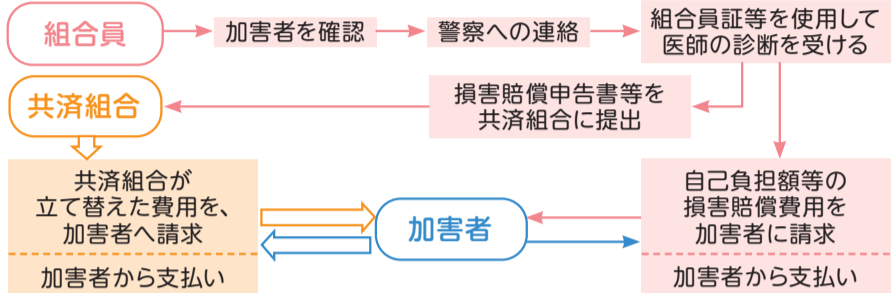 組合員
加害者を確認
警察への連絡
組合員証等を使用して
医師の診断を受ける
共済組合
損害賠償申告書等を
共済組合に提出
共済組合が
立て替えた費用を、
加害者へ請求
加害者から支払い
加害者
自己負担額等の
損害賠償費用を
加害者に請求
加害者から支払い